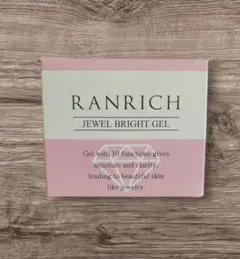 RANRICH
JEWEL BRIGHT GEL
Gel with 10 functions gives
moisture and clarity,
leading to beautiful skin
like jewelry.